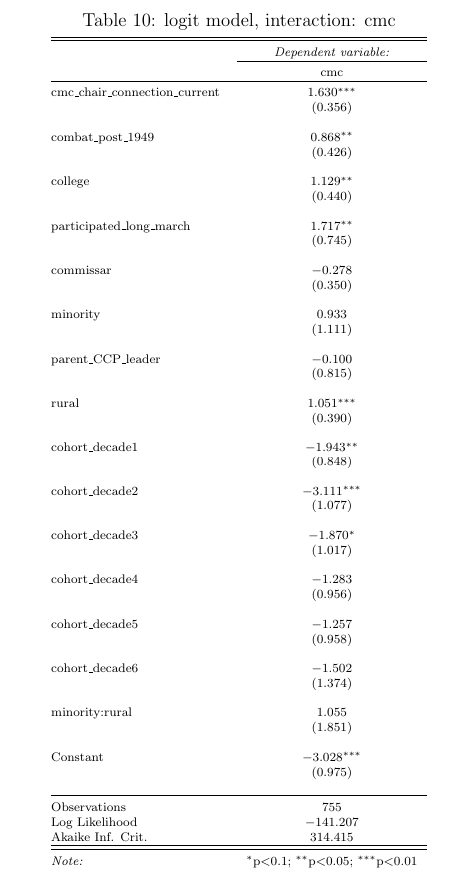 Table 10: logit model, interaction: cmc
Dependent variable:
cmc
cmc_chair_connection_current 1.630***
(0.356)
combat_post_1949 0.868**
(0.426)
college 1.129**
(0.440)
participated_long_march 1.717**
(0.745)
commissar −0.278
(0.350)
minority 0.933
(1.111)
parent_CCP_leader −0.100
(0.815)
rural 1.051***
(0.390)
cohort_decade1 −1.943**
(0.848)
cohort_decade2 −3.111***
(1.077)
cohort_decade3 −1.870*
(1.017)
cohort_decade4 −1.283
(0.956)
cohort_decade5 −1.257
(0.958)
cohort_decade6 −1.502
(1.374)
minority:rural 1.055
(1.851)
Constant −3.028***
(0.975)
Observations 755
Log Likelihood −141.207
Akaike Inf. Crit. 314.415
Note: *p<0.1; **p<0.05; ***p<0.01